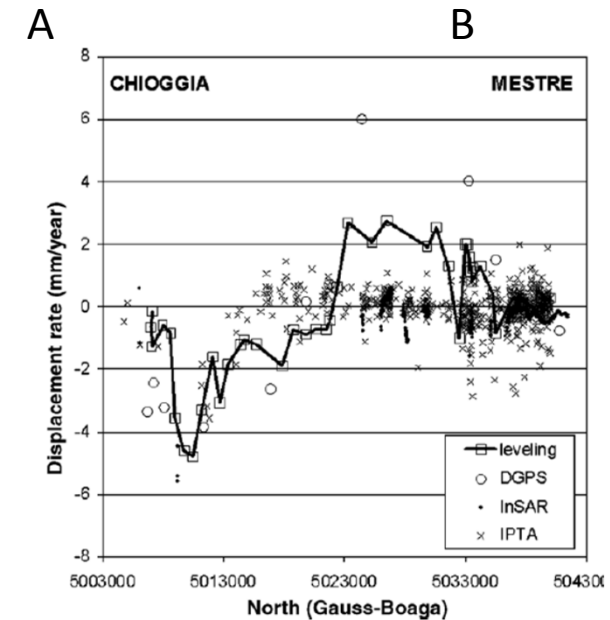 A B
8
CHIOGGIA MESTRE
6
4
2
0
-2
-4
-6
-8
Displacement rate (mm/year)
leveling
DGPS
InSAR
IPTA
5003000 5013000 5023000 5033000 504300
North (Gauss-Boaga)